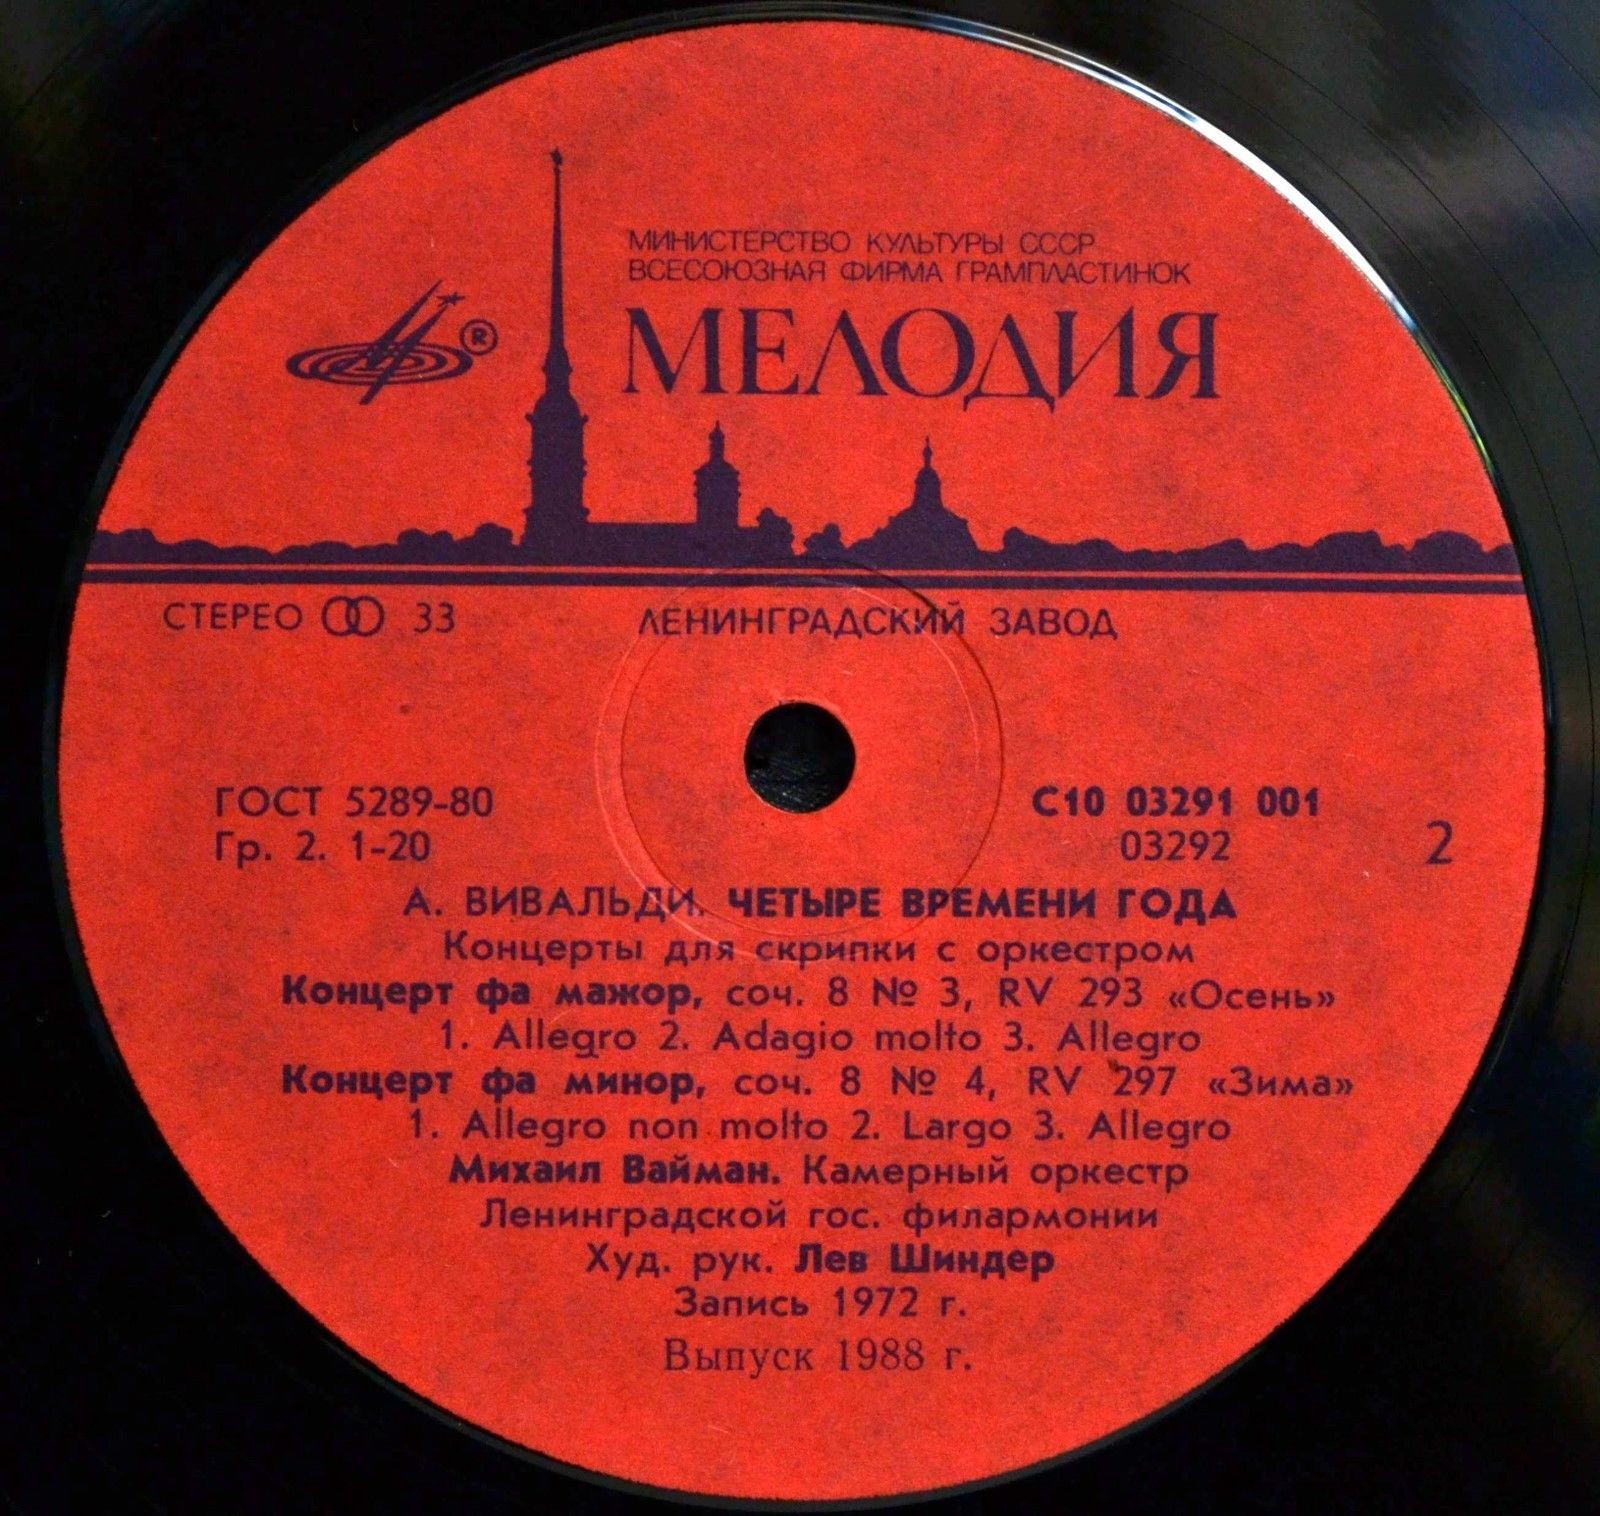 МИНИСТЕРСТВО КУЛЬТУРЫ СССР
ВСЕСОЮЗНАЯ ФИРМА ГРАМПЛАСТИНОК
® МЕЛОДИЯ
СТЕРЕО 33 ЛЕНИНГРАДСКИЙ ЗАВОД
ГОСТ 5289-80 С10 03291 001
Гр. 2. 1-20 03292 2
А. ВИВАЛЬДИ. ЧЕТЫРЕ ВРЕМЕНИ ГОДА
Концерты для скрипки с оркестром
Концерт фа мажор, соч. 8 № 3, RV 293 «Осень»
1. Allegro 2. Adagio molto 3. Allegro
Концерт фа минор, соч. 8 № 4, RV 297 «Зима»
1. Allegro non molto 2. Largo 3. Allegro
Михаил Вайман. Камерный оркестр
Ленинградской гос. филармонии
Худ. рук. Лев Шиндер
Запись 1972 г.
Выпуск 1988 г.